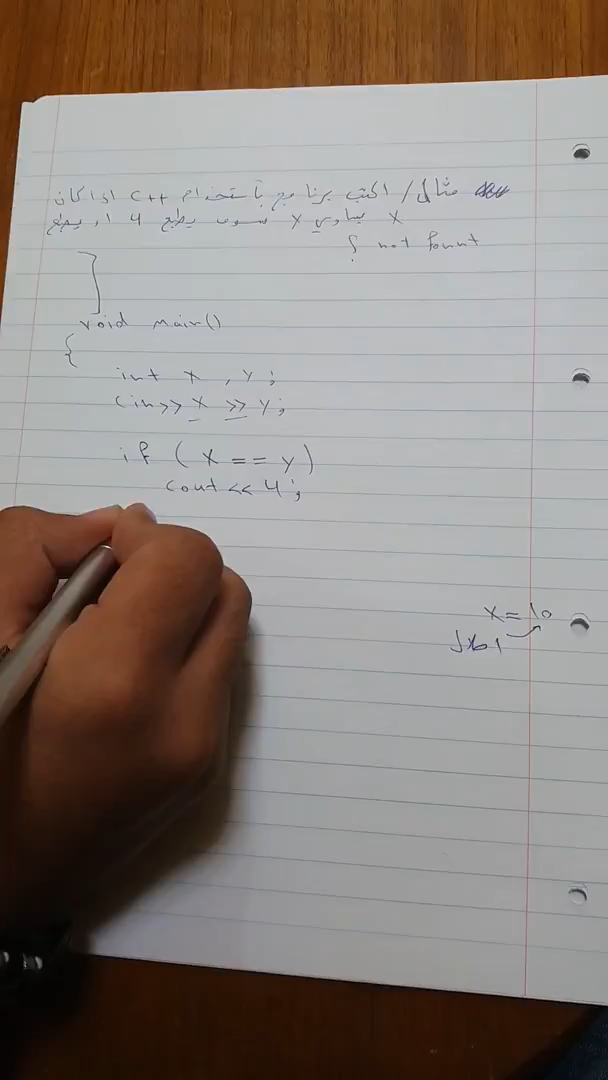 مثال / اكتب برنامج بأستخدام C++ اذا كان
x يساوي y سوف يطبع 4 او يطبع
not fount ؟
}
void main()
{
int x , y ;
cin>> x >> y;
if ( x == y )
cout << 4 ;
x = 10